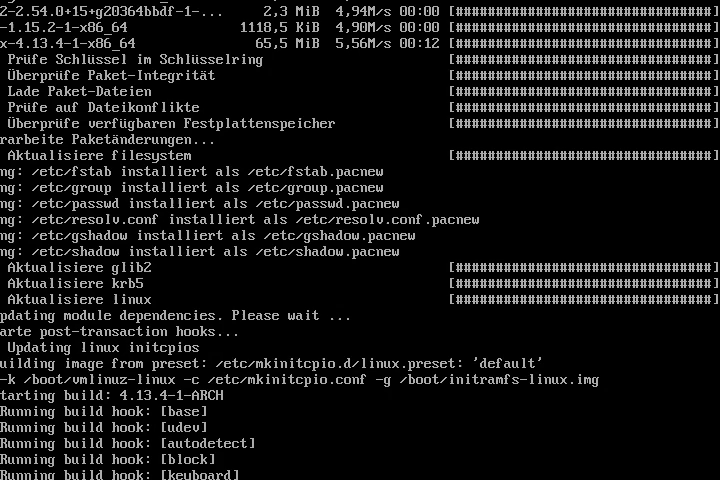 2-2.54.0+15+g20364bbdf-1-... 2,3 MiB 4,94M/s 00:00 [################################]
-1.15.2-1-x86_64 1118,5 KiB 4,90M/s 00:00 [################################]
x-4.13.4-1-x86_64 65,5 MiB 5,56M/s 00:12 [################################]
Prüfe Schlüssel im Schlüsselring [################################]
Überprüfe Paket-Integrität [################################]
Lade Paket-Dateien [################################]
Prüfe auf Dateikonflikte [################################]
Überprüfe verfügbaren Festplattenspeicher [################################]
rarbeite Paketänderungen...
Aktualisiere filesystem [################################]
ng: /etc/fstab installiert als /etc/fstab.pacnew
ng: /etc/group installiert als /etc/group.pacnew
ng: /etc/passwd installiert als /etc/passwd.pacnew
ng: /etc/resolv.conf installiert als /etc/resolv.conf.pacnew
ng: /etc/gshadow installiert als /etc/gshadow.pacnew
ng: /etc/shadow installiert als /etc/shadow.pacnew
Aktualisiere glib2 [################################]
Aktualisiere krb5 [################################]
Aktualisiere linux [################################]
pdating module dependencies. Please wait ...
arte post-transaction hooks...
Updating linux initcpios
uilding image from preset: /etc/mkinitcpio.d/linux.preset: 'default'
-k /boot/vmlinuz-linux -c /etc/mkinitcpio.conf -g /boot/initramfs-linux.img
tarting build: 4.13.4-1-ARCH
Running build hook: [base]
Running build hook: [udev]
Running build hook: [autodetect]
Running build hook: [block]
Running build hook: [keyboard]